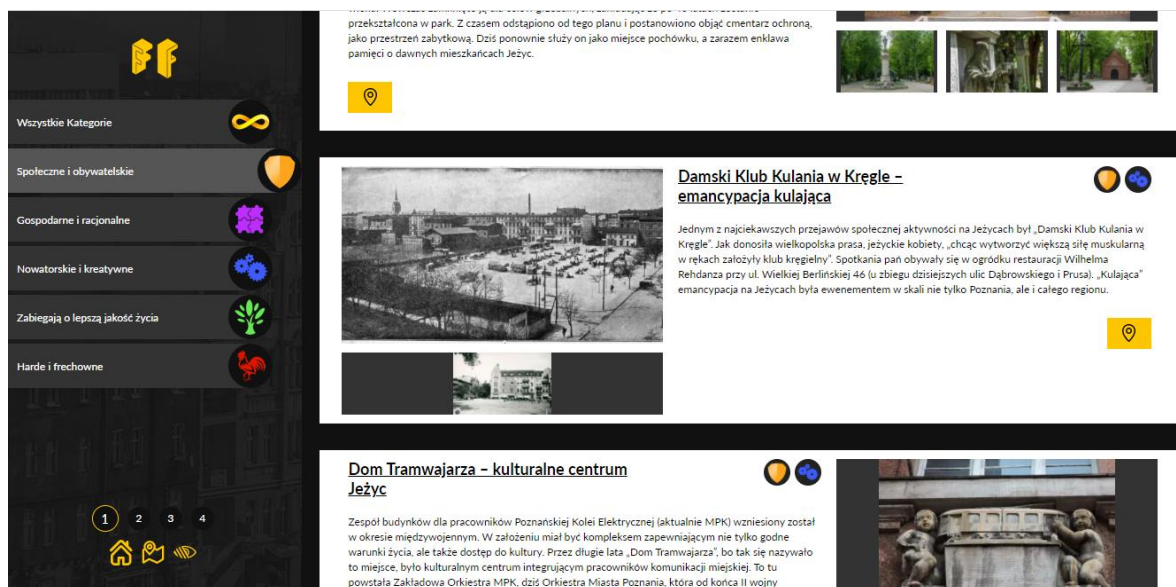 FF
Wszystkie Kategorie
Społeczne i obywatelskie
Gospodarne i racjonalne
Nowatorskie i kreatywne
Zabiegają o lepszą jakość życia
Harde i frechowne
1 2 3 4
przekształcona w park. Z czasem odstąpiono od tego planu i postanowiono objąć cmentarz ochroną,
jako przestrzeń zabytkową. Dziś ponownie służy on jako miejsce pochówku, a zarazem enklawa
pamięci o dawnych mieszkańcach Jeżyc.
Damski Klub Kulania w Kręgle –
emancypacja kulająca
Jednym z najciekawszych przejawów społecznej aktywności na Jeżycach był „Damski Klub Kulania w
Kręgle”. Jak donosiła wielkopolska prasa, jeżyckie kobiety, „chcąc wytworzyć większą siłę muskularną
w rękach założyły klub kręgielny”. Spotkania pań obywały się w ogródku restauracji Wilhelma
Rehdanza przy ul. Wielkiej Berlińskiej 46 (u zbiegu dzisiejszych ulic Dąbrowskiego i Prusa). „Kulająca”
emancypacja na Jeżycach była ewenementem w skali nie tylko Poznania, ale i całego regionu.
Dom Tramwajarza – kulturalne centrum
Jeżyc
Zespół budynków dla pracowników Poznańskiej Kolei Elektrycznej (aktualnie MPK) wzniesiony został
w okresie międzywojennym. W założeniu miał być kompleksem zapewniającym nie tylko godne
warunki życia, ale także dostęp do kultury. Przez długie lata „Dom Tramwajarza”, bo tak się nazywało
to miejsce, było kulturalnym centrum integrującym pracowników komunikacji miejskiej. To tu
powstała Zakładowa Orkiestra MPK, dziś Orkiestra Miasta Poznania, która od końca II wojny